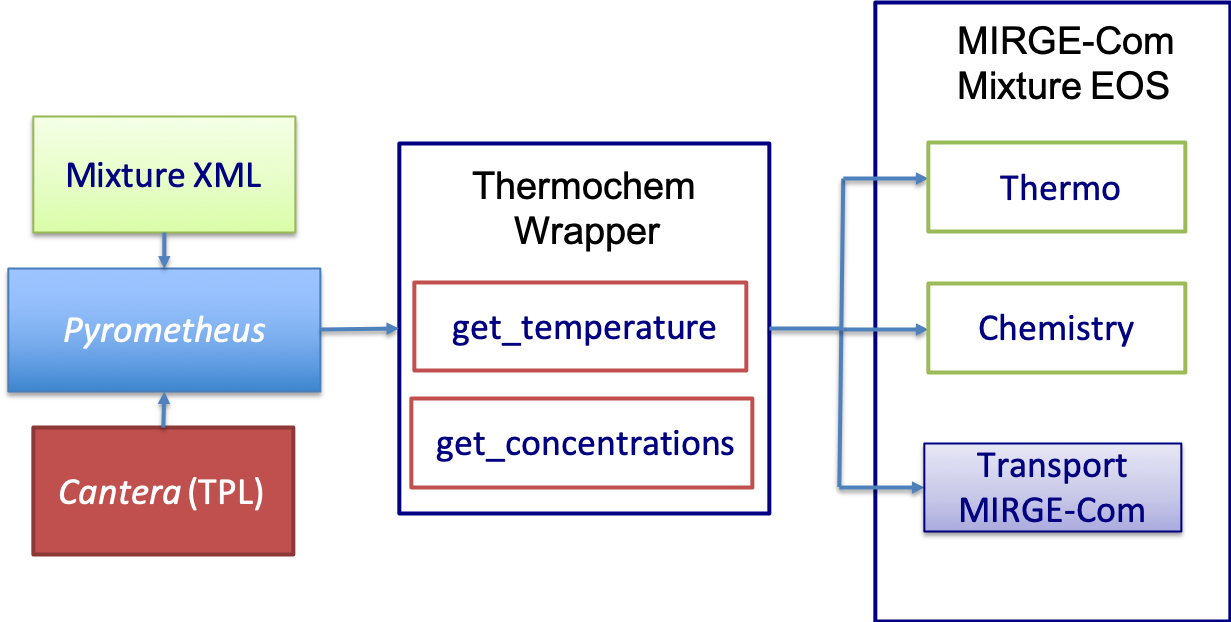 Mixture XML
Pyrometheus
Cantera (TPL)
Thermochem
Wrapper
get_temperature
get_concentrations
MIRGE-Com
Mixture EOS
Thermo
Chemistry
Transport
MIRGE-Com